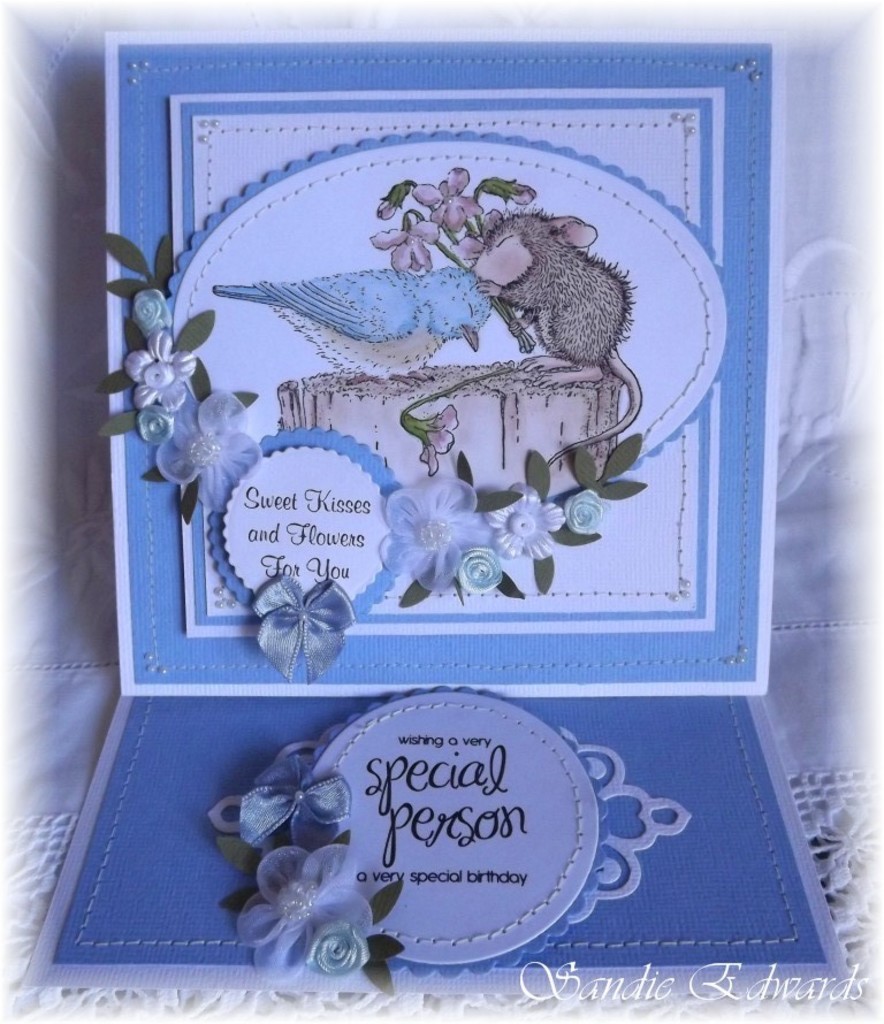 Sweet Kisses
and Flowers
For You
wishing a very
special
person
a very special birthday
Sandie Edwards